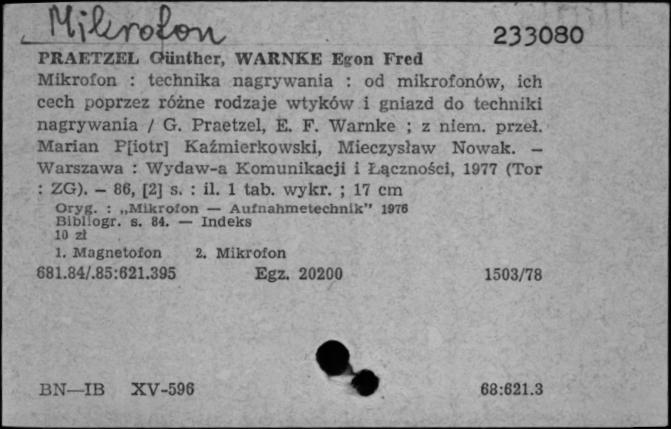 Mikrofon
233080
PRAETZEL Günther, WARNKE Egon Fred
Mikrofon : technika nagrywania : od mikrofonów, ich
cech poprzez różne rodzaje wtyków i gniazd do techniki
nagrywania / G. Praetzel, E. F. Warnke ; z niem. przeł.
Marian P[iotr] Kaźmierkowski, Mieczysław Nowak. —
Warszawa : Wydaw-a Komunikacji i Łączności, 1977 (Tor
: ZG). — 86, [2] s. : il. 1 tab. wykr. ; 17 cm
Oryg. : „Mikrofon — Aufnahmetechnik" 1976
Bibliogr. s. 84. — Indeks
10 zł
1. Magnetofon 2. Mikrofon
681.84/.85:621.395 Egz. 20200 1503/78
BN—IB XV-596 68:621.3